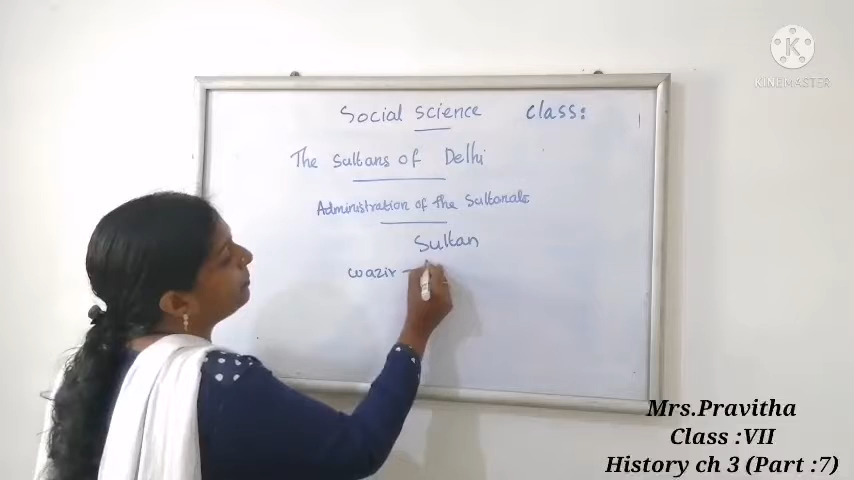 K
KINEMASTER
Social science class:
The Sultans of Delhi
Administration of the Sultanate
Sultan
wazir -
Mrs.Pravitha
Class :VII
History ch 3 (Part :7)